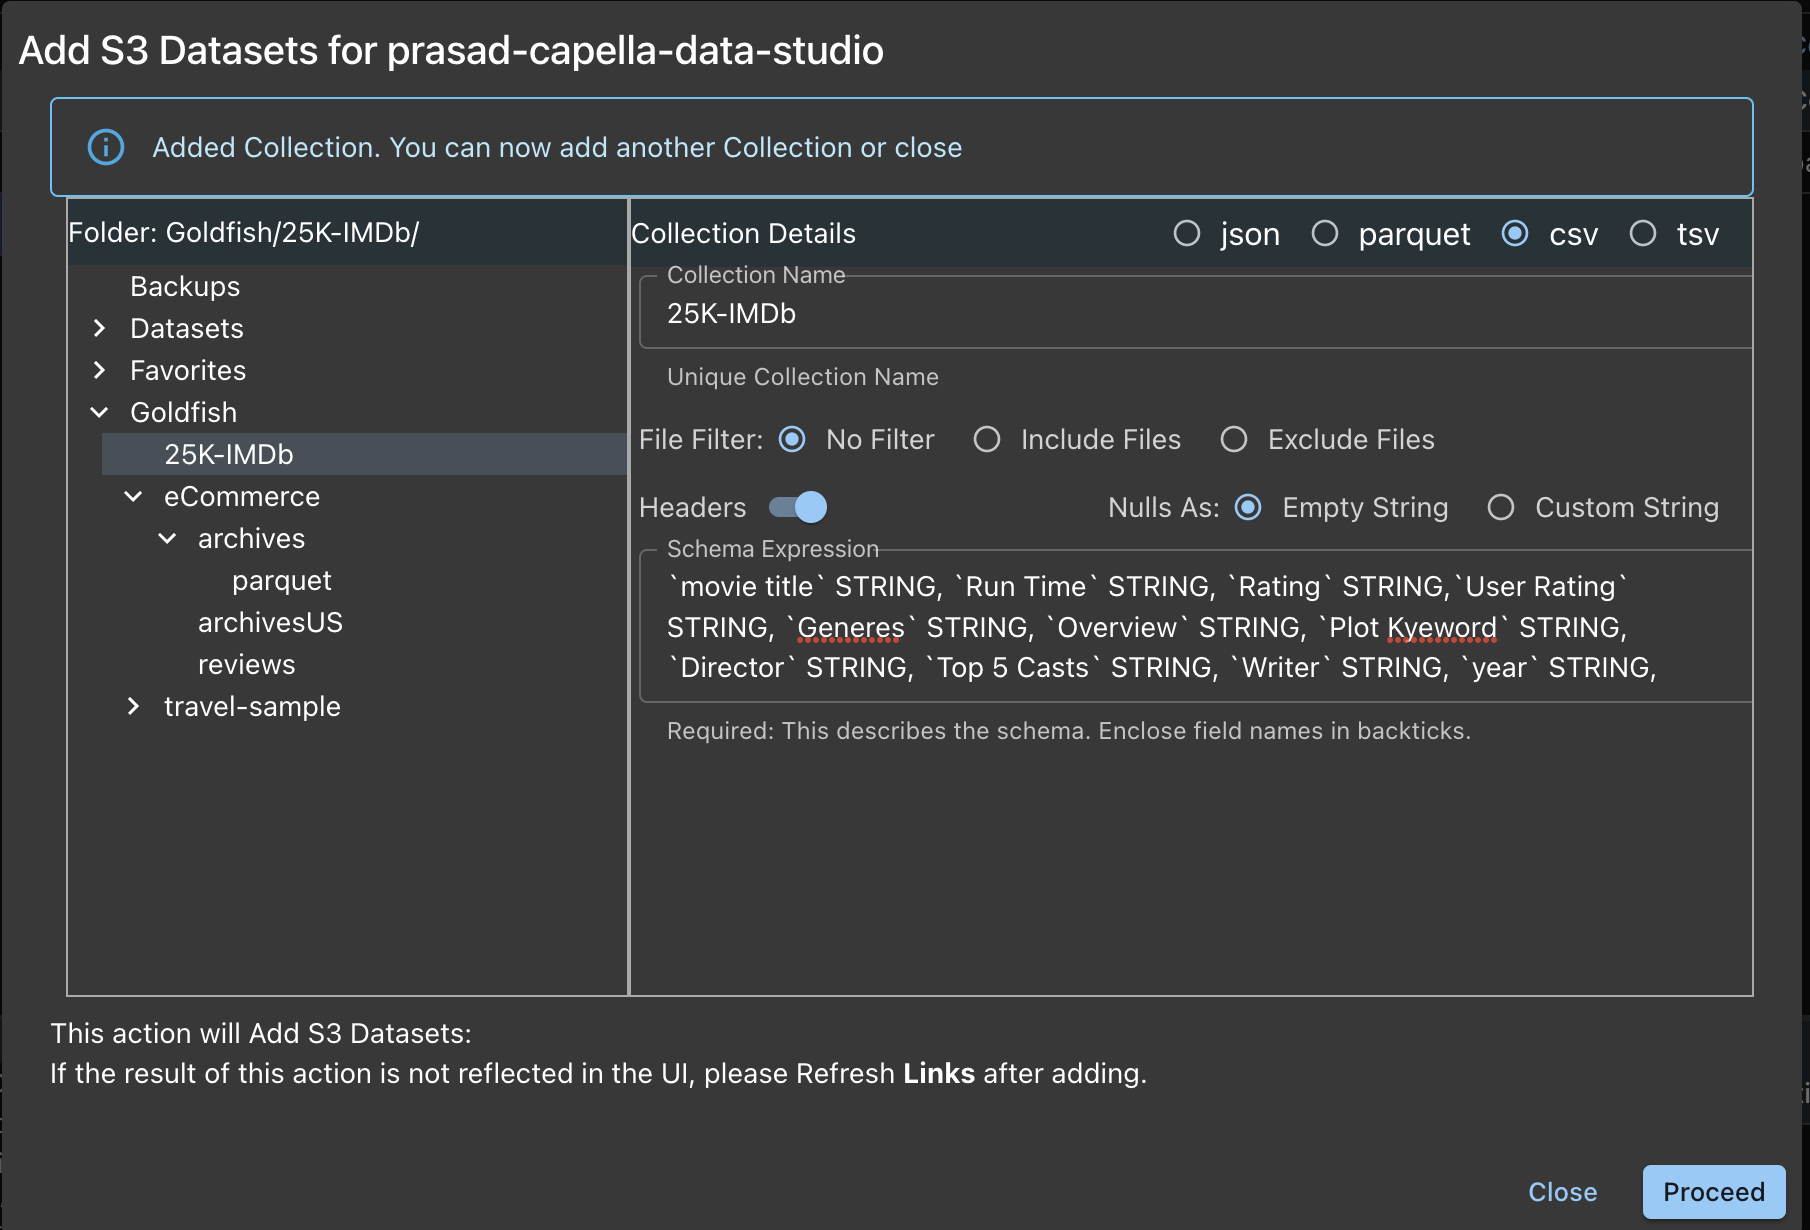 Add S3 Datasets for prasad-capella-data-studio
Added Collection. You can now add another Collection or close
Folder: Goldfish/25K-IMDb/
Backups
Datasets
Favorites
Goldfish
25K-IMDb
eCommerce
archives
parquet
archivesUS
reviews
travel-sample
Collection Details
json parquet csv tsv
Collection Name
25K-IMDb
Unique Collection Name
File Filter: No Filter Include Files Exclude Files
Headers Nulls As: Empty String Custom String
Schema Expression
`movie title` STRING, `Run Time` STRING, `Rating` STRING,`User Rating`
STRING, `Generes` STRING, `Overview` STRING, `Plot Kyeword` STRING,
`Director` STRING, `Top 5 Casts` STRING, `Writer` STRING, `year` STRING,
Required: This describes the schema. Enclose field names in backticks.
This action will Add S3 Datasets:
If the result of this action is not reflected in the UI, please Refresh Links after adding.
Close Proceed